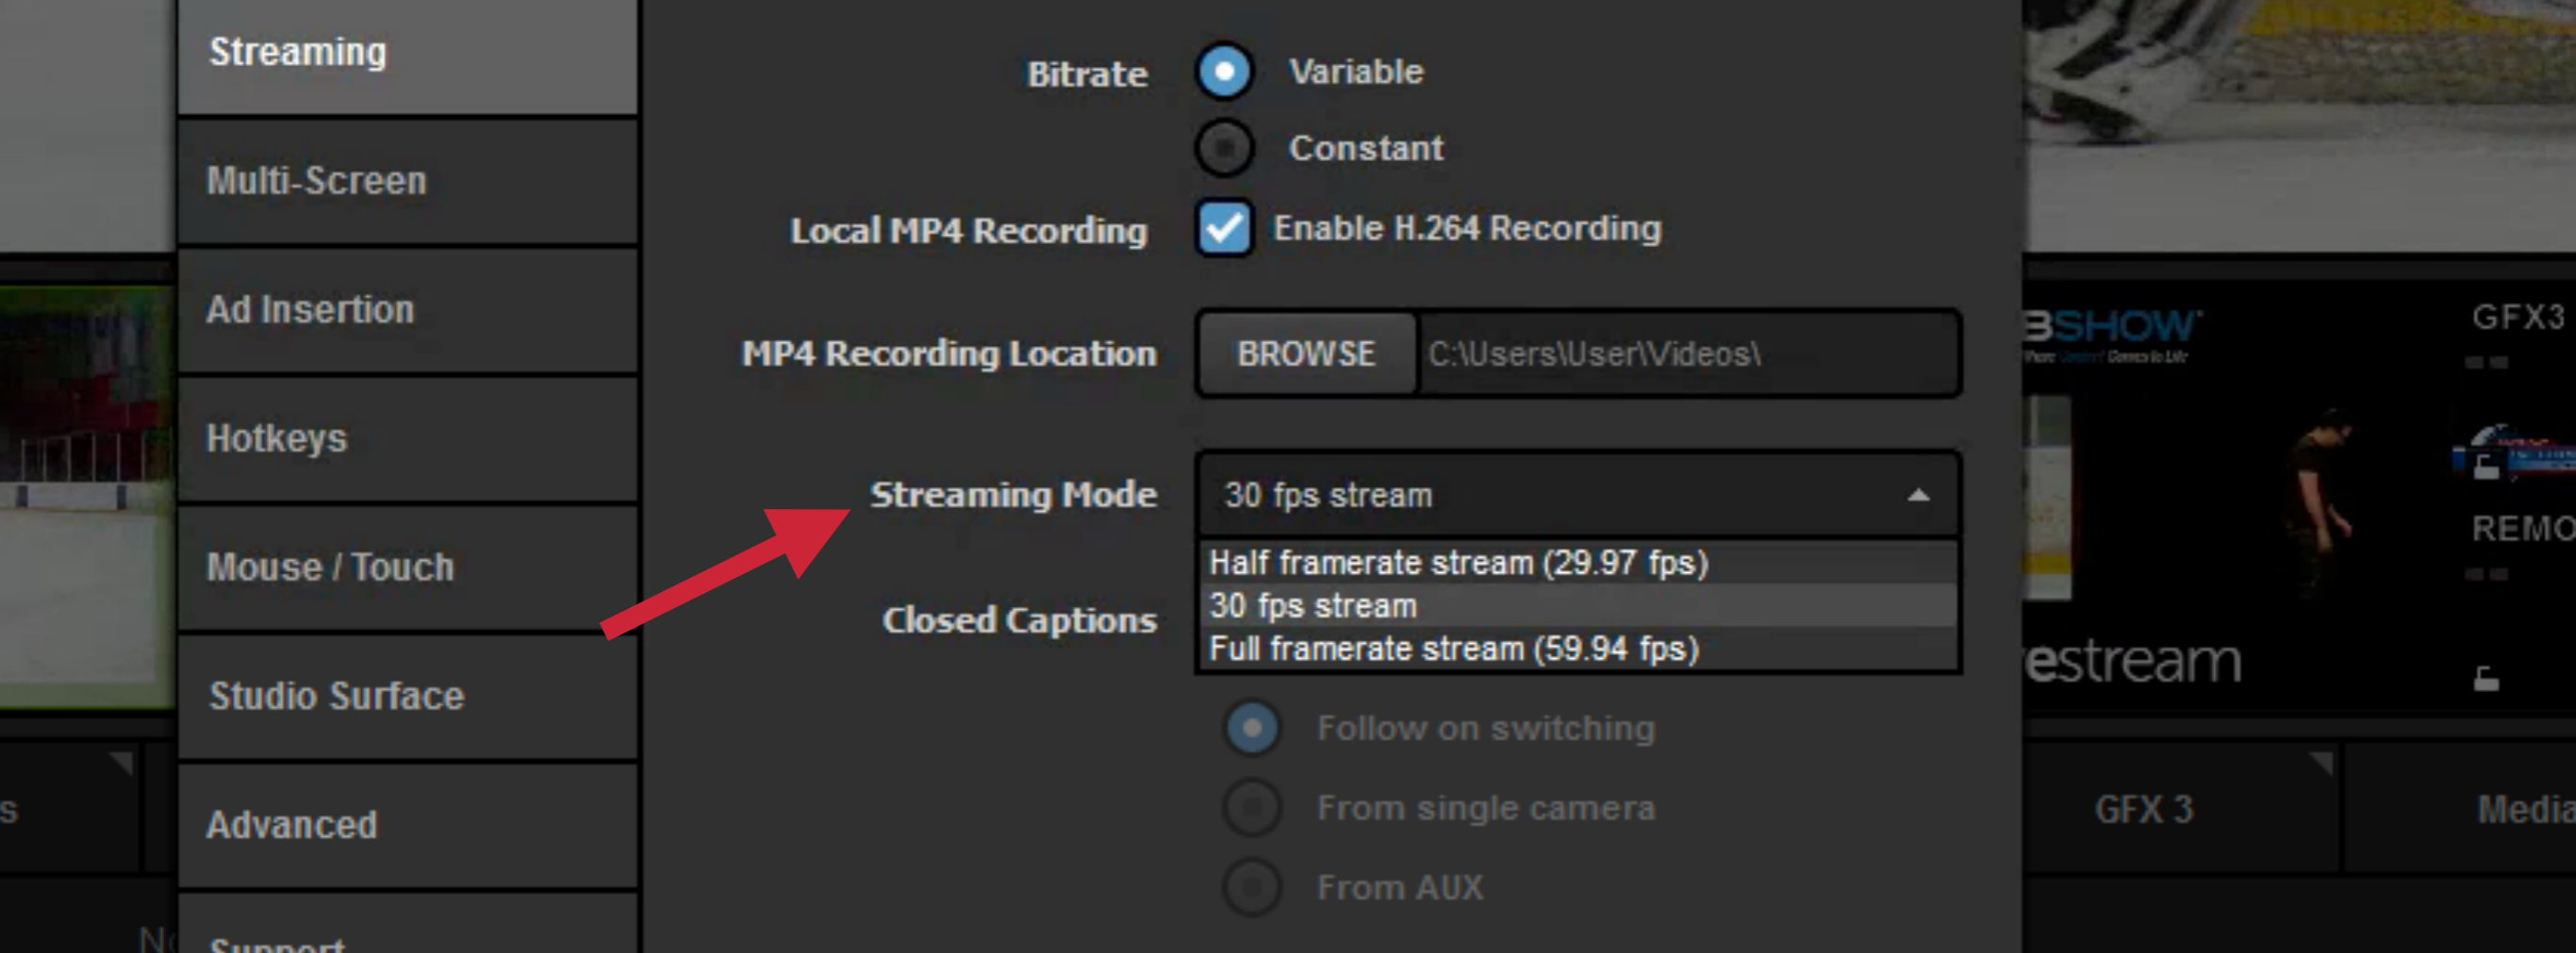 Streaming
Multi-Screen
Ad Insertion
Hotkeys
Mouse / Touch
Studio Surface
Advanced
Support
Bitrate
Variable
Constant
Local MP4 Recording
Enable H.264 Recording
MP4 Recording Location
BROWSE
C:\Users\User\Videos\
Streaming Mode
30 fps stream
Half framerate stream (29.97 fps)
30 fps stream
Full framerate stream (59.94 fps)
Closed Captions
Follow on switching
From single camera
From AUX
BSHOW
GFX3
REMO
estream
GFX 3
Media
s
No